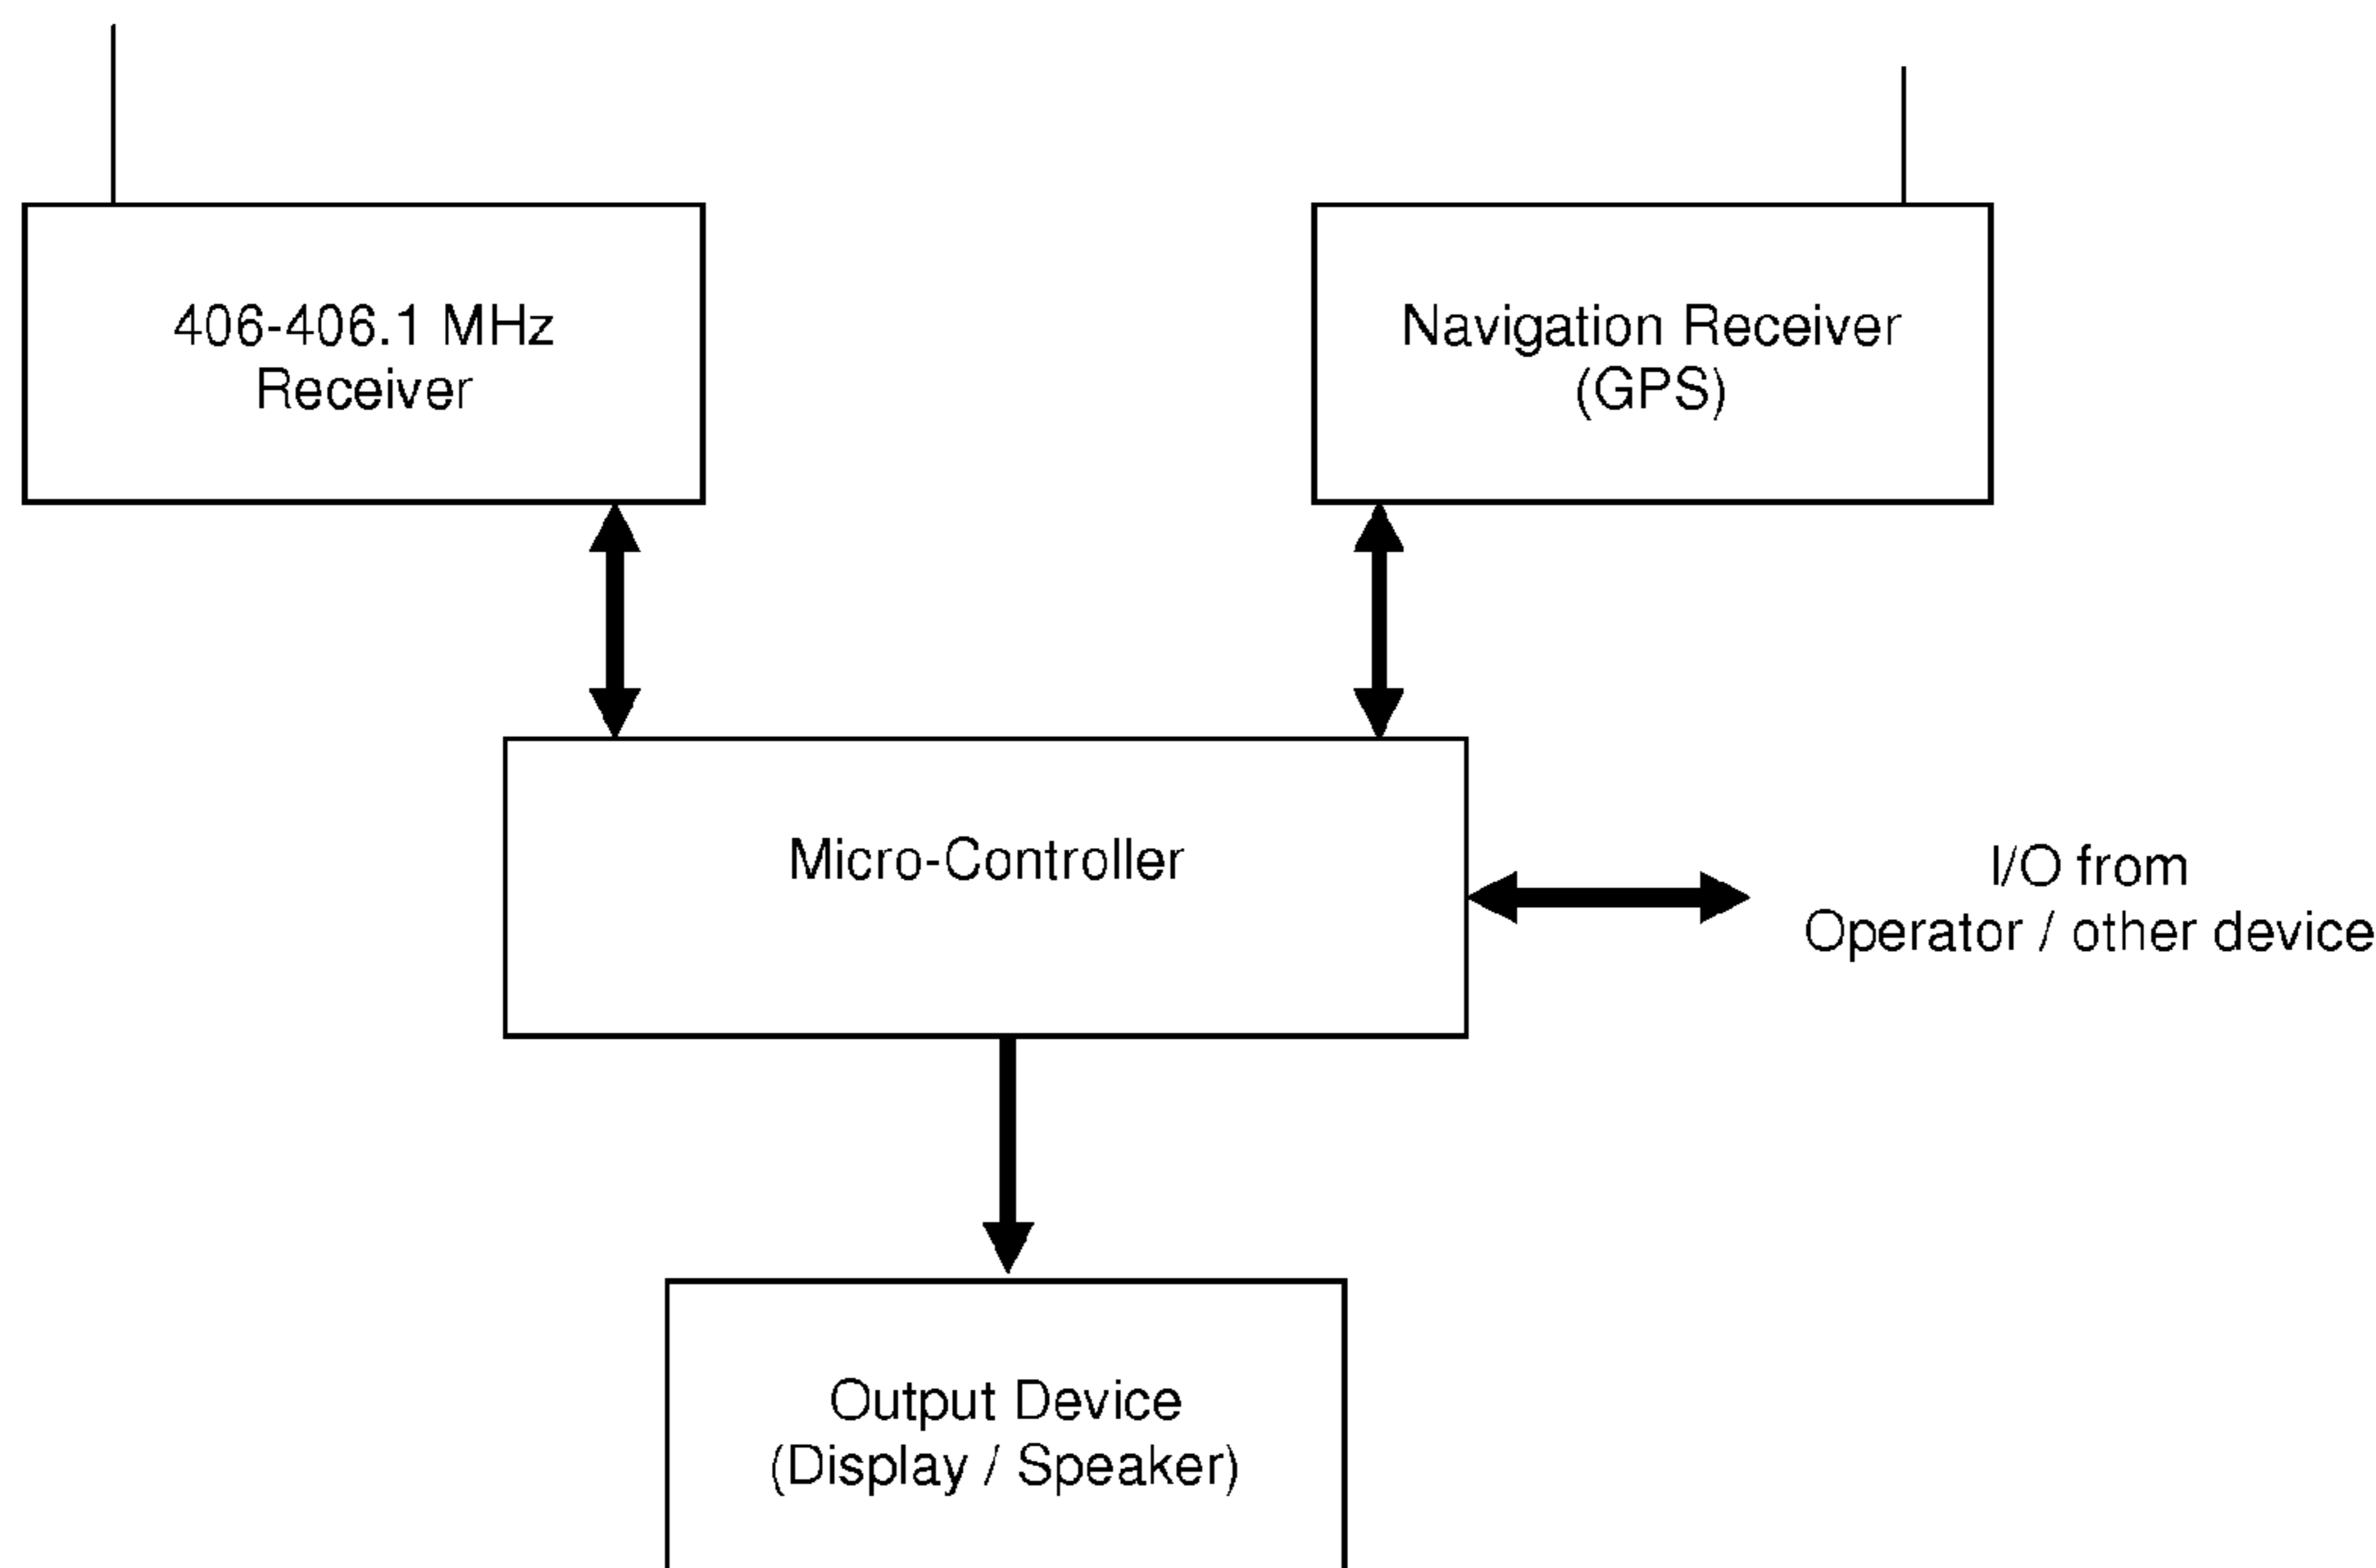 406-406.1 MHz
Receiver
Navigation Receiver
(GPS)
Micro-Controller
I/O from
Operator / other device
Output Device
(Display / Speaker)